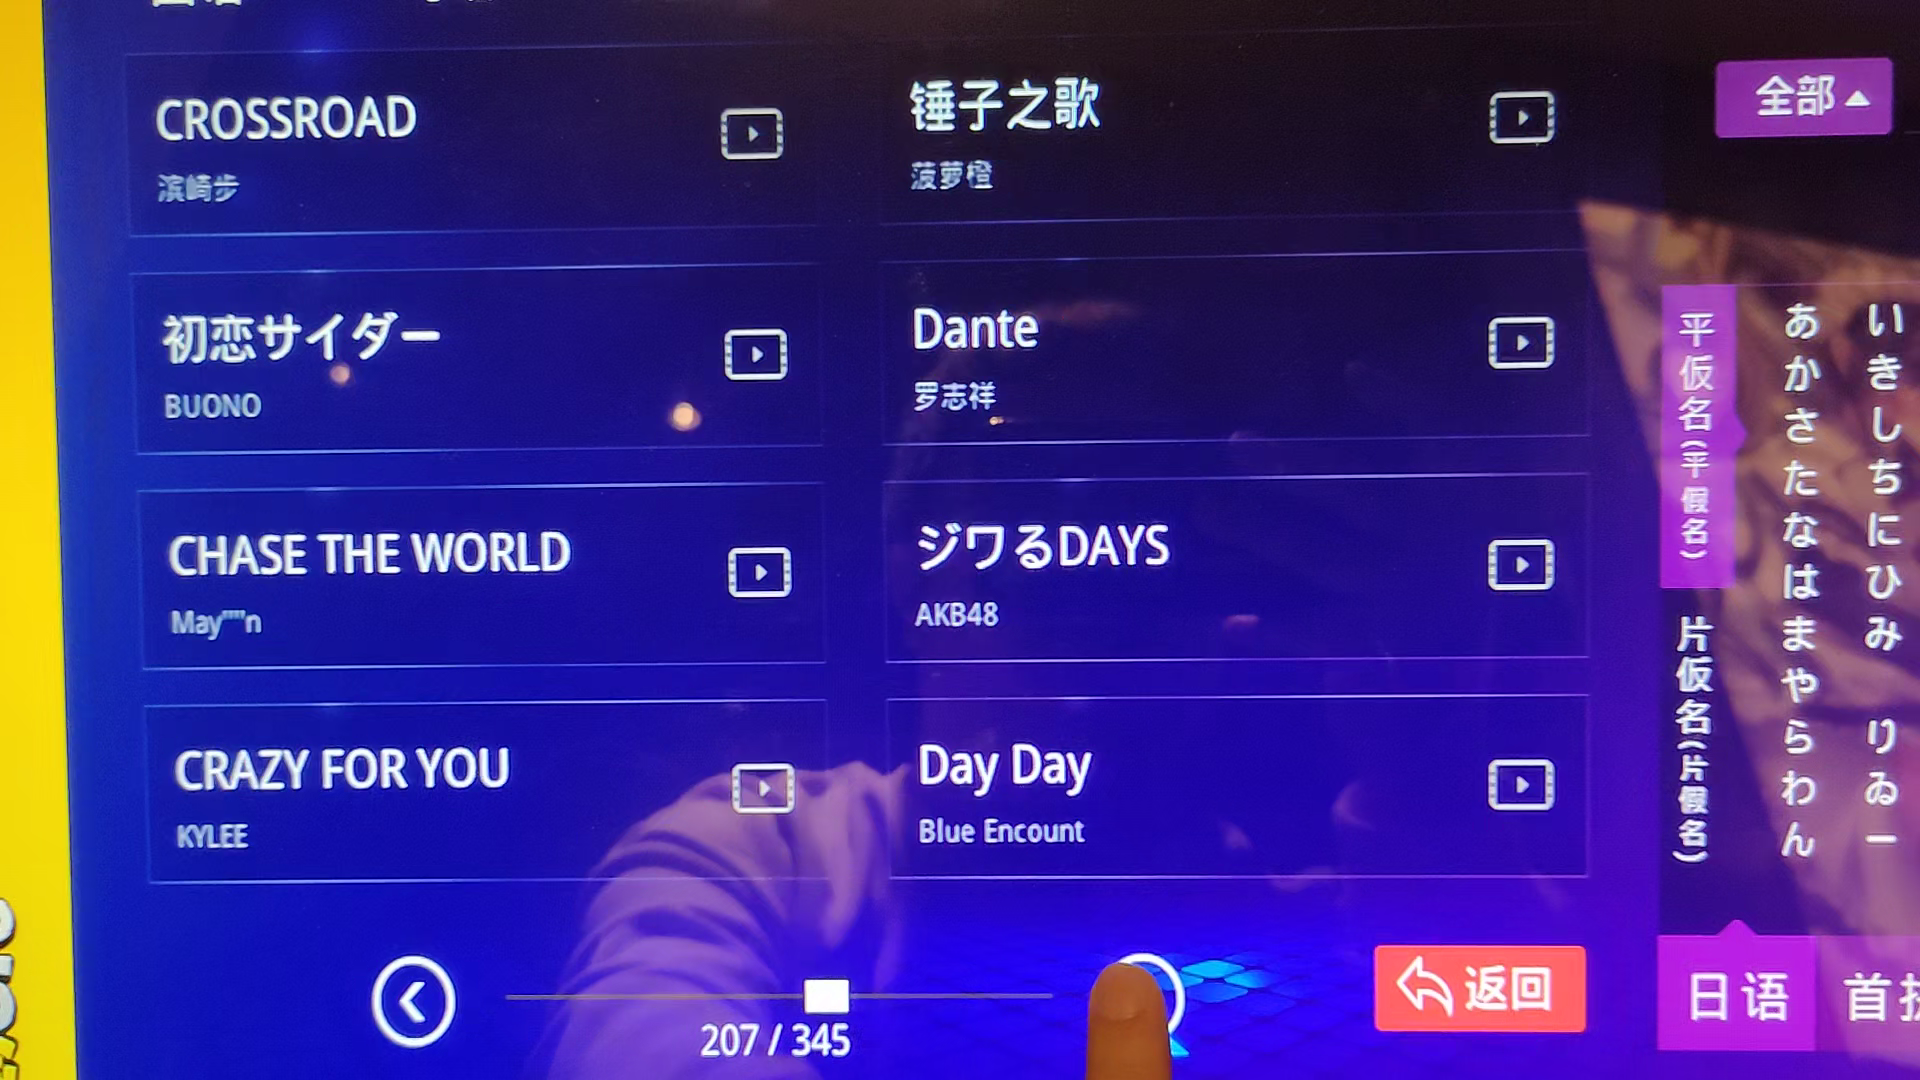 CROSSROAD
滨崎步
锤子之歌
菠萝橙
初恋サイダー
BUONO
Dante
罗志祥
CHASE THE WORLD
May""n
ジワるDAYS
AKB48
CRAZY FOR YOU
KYLEE
Day Day
Blue Encount
207 / 345
返回
全部
平仮名(平假名)
片仮名(片假名)
あかさたなはまやらわん
いきしちにひみ りゐー
日语
首